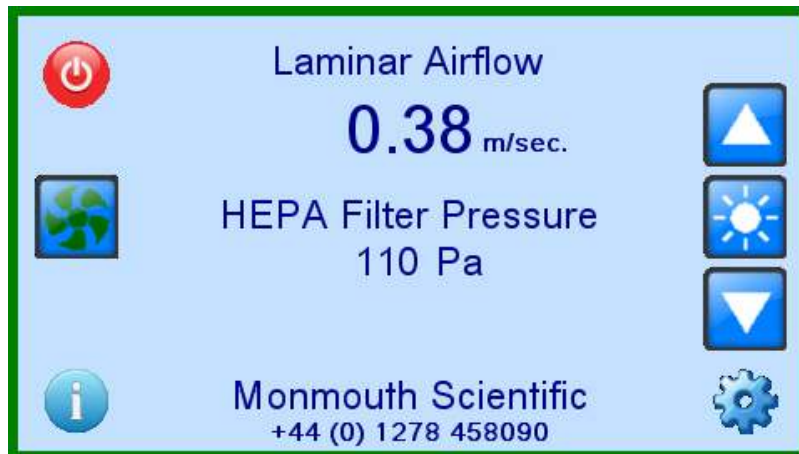 Laminar Airflow
0.38 m/sec.
HEPA Filter Pressure
110 Pa
Monmouth Scientific
+44 (0) 1278 458090